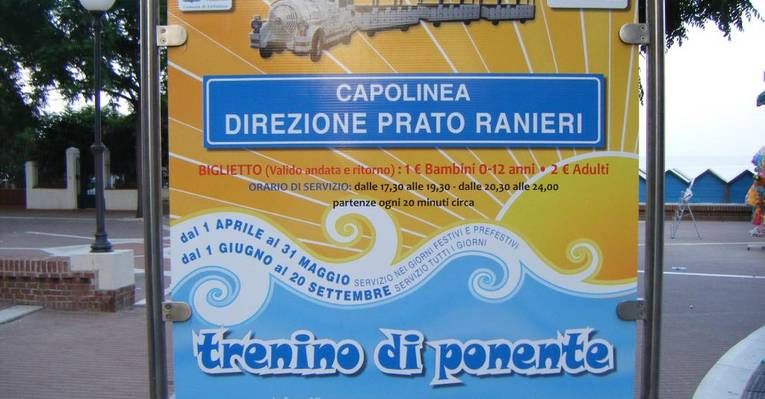 CAPOLINEA
DIREZIONE PRATO RANIERI
BIGLIETTO (Valido andata e ritorno) : 1 € Bambini 0-12 anni • 2 € Adulti
ORARIO DI SERVIZIO: dalle 17,30 alle 19,30 - dalle 20,30 alle 24,00
partenze ogni 20 minuti circa
dal 1 APRILE al 31 MAGGIO SERVIZIO NEI GIORNI FESTIVI E PREFESTIVI
dal 1 GIUGNO al 20 SETTEMBRE SERVIZIO TUTTI I GIORNI
trenino di ponente